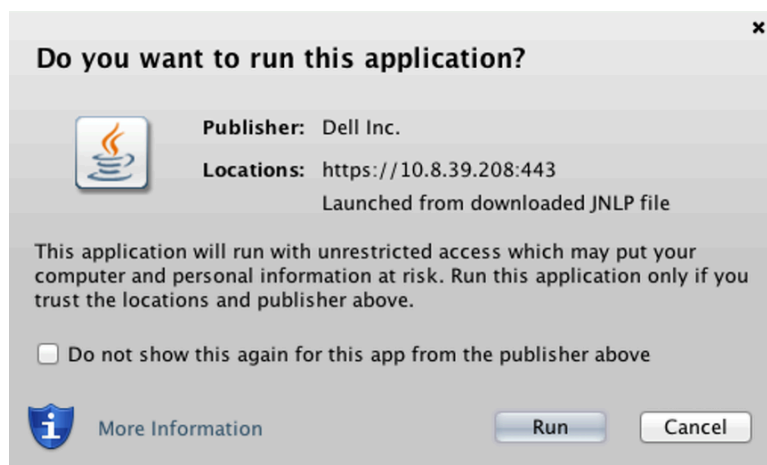 Do you want to run this application?
Publisher: Dell Inc.
Locations: https://10.8.39.208:443
Launched from downloaded JNLP file
This application will run with unrestricted access which may put your
computer and personal information at risk. Run this application only if you
trust the locations and publisher above.
Do not show this again for this app from the publisher above
More Information
Run
Cancel